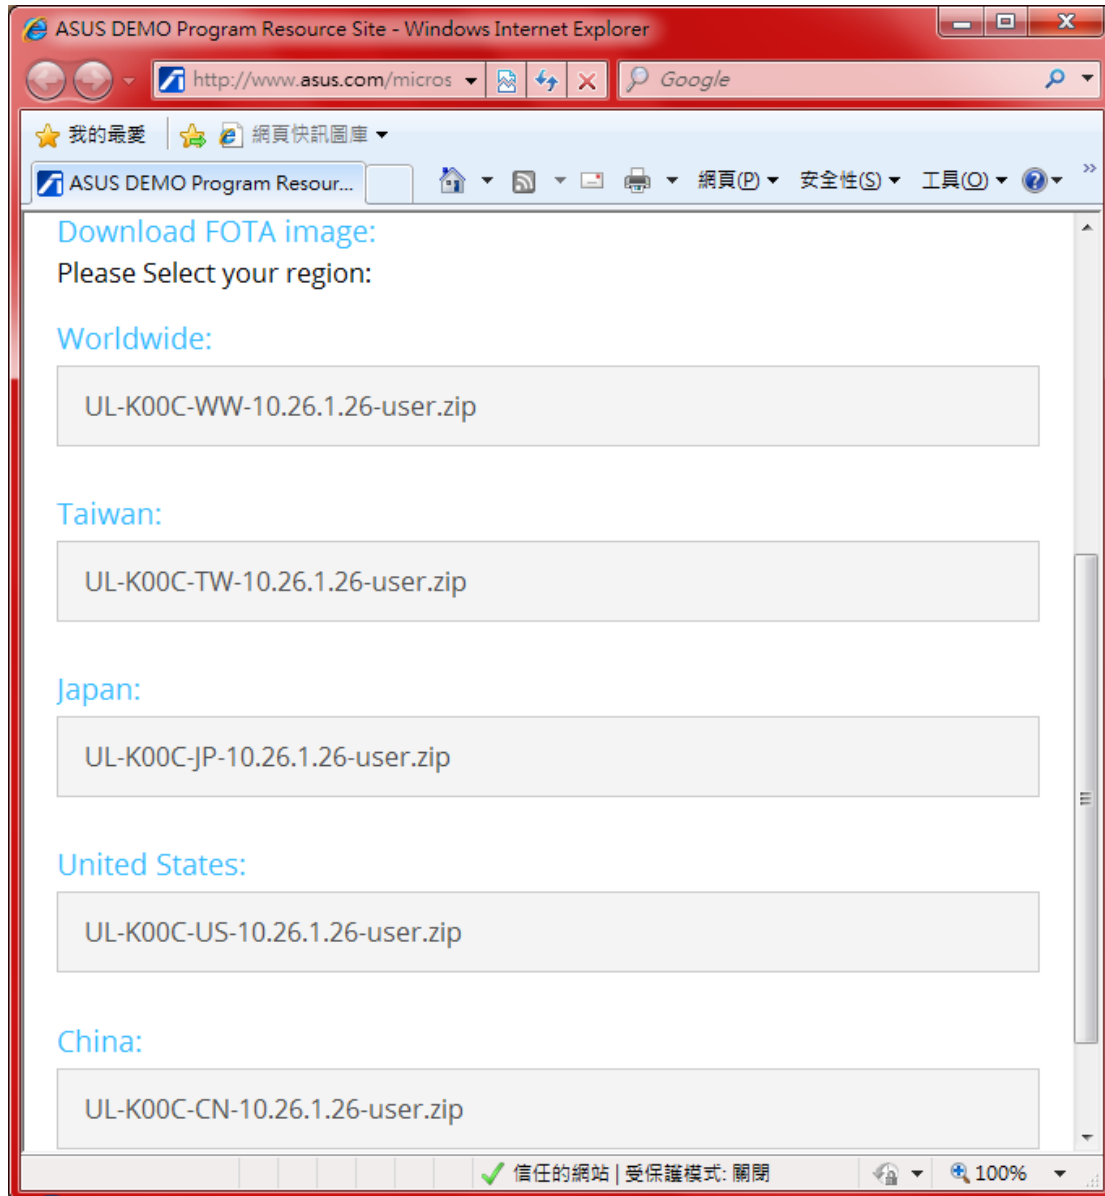 ASUS DEMO Program Resource Site - Windows Internet Explorer
http://www.asus.com/micros
Google
我的最愛 網頁快訊圖庫
ASUS DEMO Program Resour... 網頁(P) 安全性(S) 工具(O) »
Download FOTA image:
Please Select your region:
Worldwide:
UL-K00C-WW-10.26.1.26-user.zip
Taiwan:
UL-K00C-TW-10.26.1.26-user.zip
Japan:
UL-K00C-JP-10.26.1.26-user.zip
United States:
UL-K00C-US-10.26.1.26-user.zip
China:
UL-K00C-CN-10.26.1.26-user.zip
信任的網站 | 受保護模式: 關閉 100%